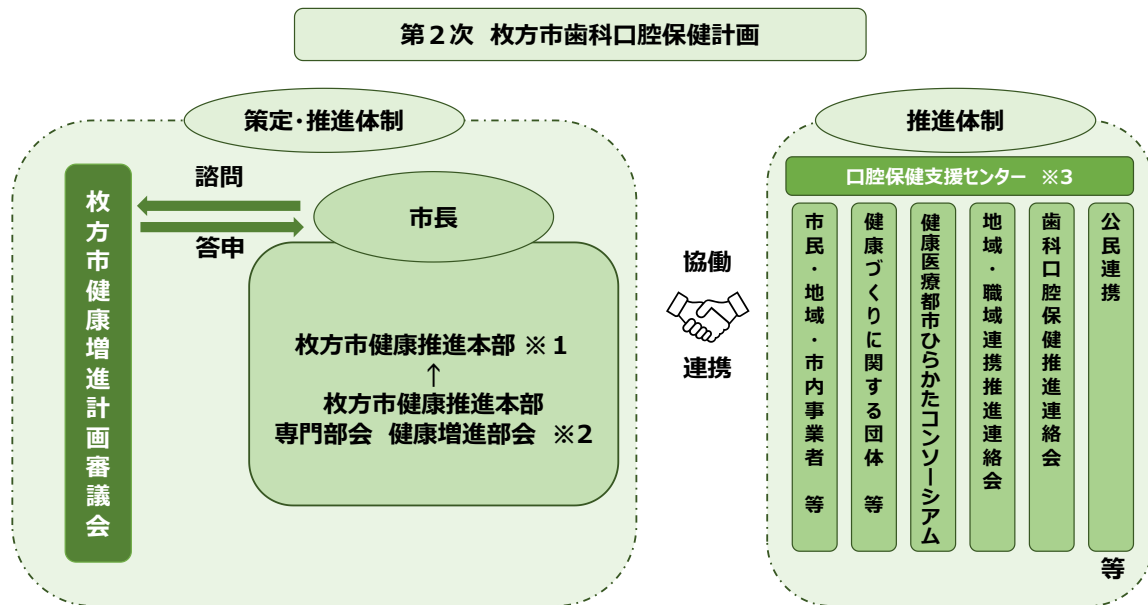 第２次 枚方市歯科口腔保健計画
策定・推進体制
諮問
答申
枚方市健康増進計画審議会
市長
枚方市健康推進本部 ※１
↑
枚方市健康推進本部
専門部会 健康増進部会 ※2
協働
連携
推進体制
口腔保健支援センター ※3
市民・地域・市内事業者 等
健康づくりに関する団体 等
健康医療都市ひらかたコンソーシアム
地域・職域連携推進連絡会
歯科口腔保健推進連絡会
公民連携
等